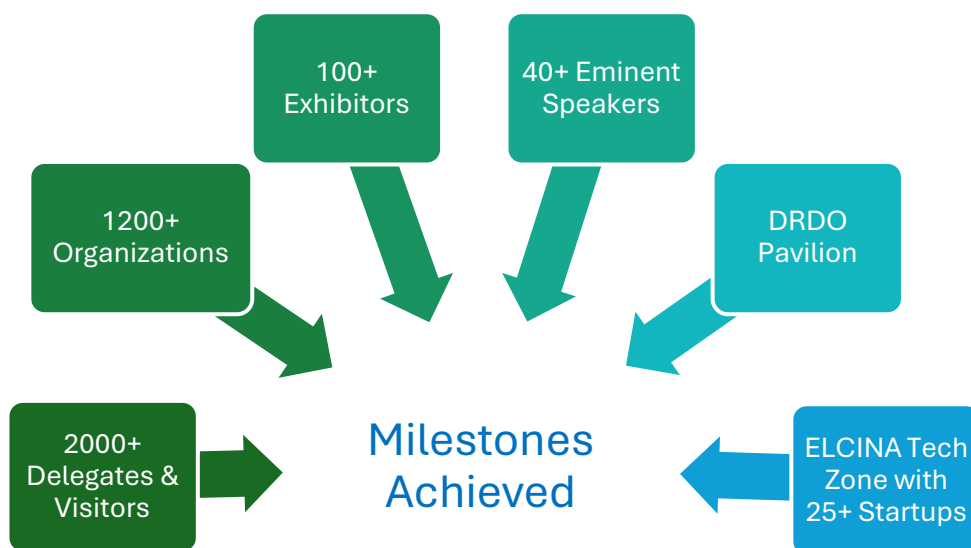 100+
Exhibitors
40+ Eminent
Speakers
1200+
Organizations
DRDO
Pavilion
2000+
Delegates &
Visitors
Milestones
Achieved
ELCINA Tech
Zone with
25+ Startups